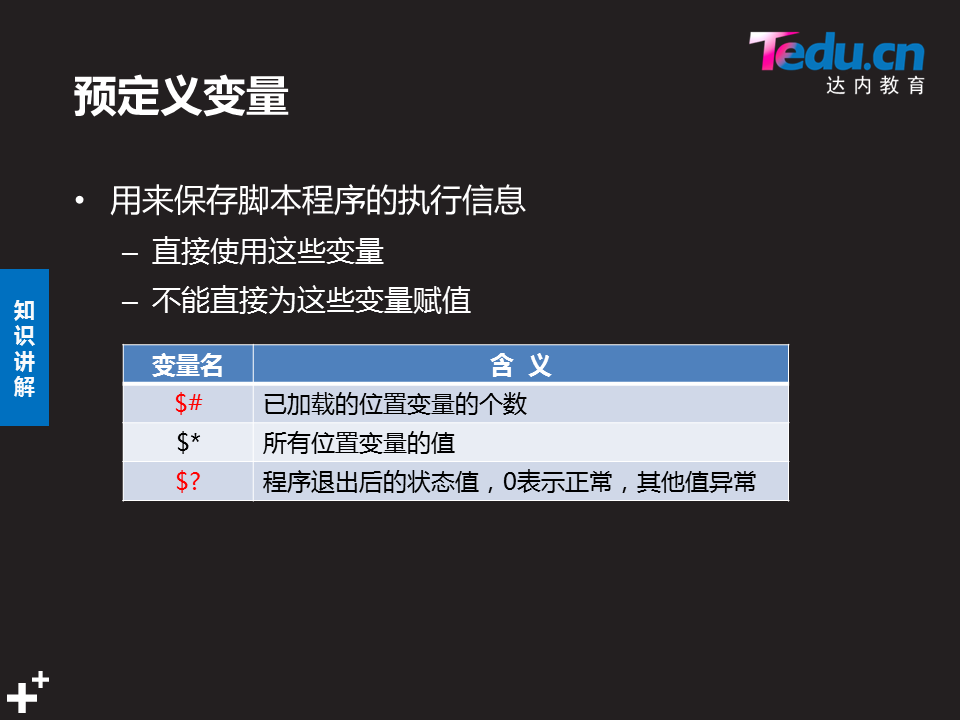 Tedu.cn
达内教育
预定义变量
• 用来保存脚本程序的执行信息
– 直接使用这些变量
– 不能直接为这些变量赋值
知识讲解
变量名 含 义
$# 已加载的位置变量的个数
$* 所有位置变量的值
$? 程序退出后的状态值，0表示正常，其他值异常